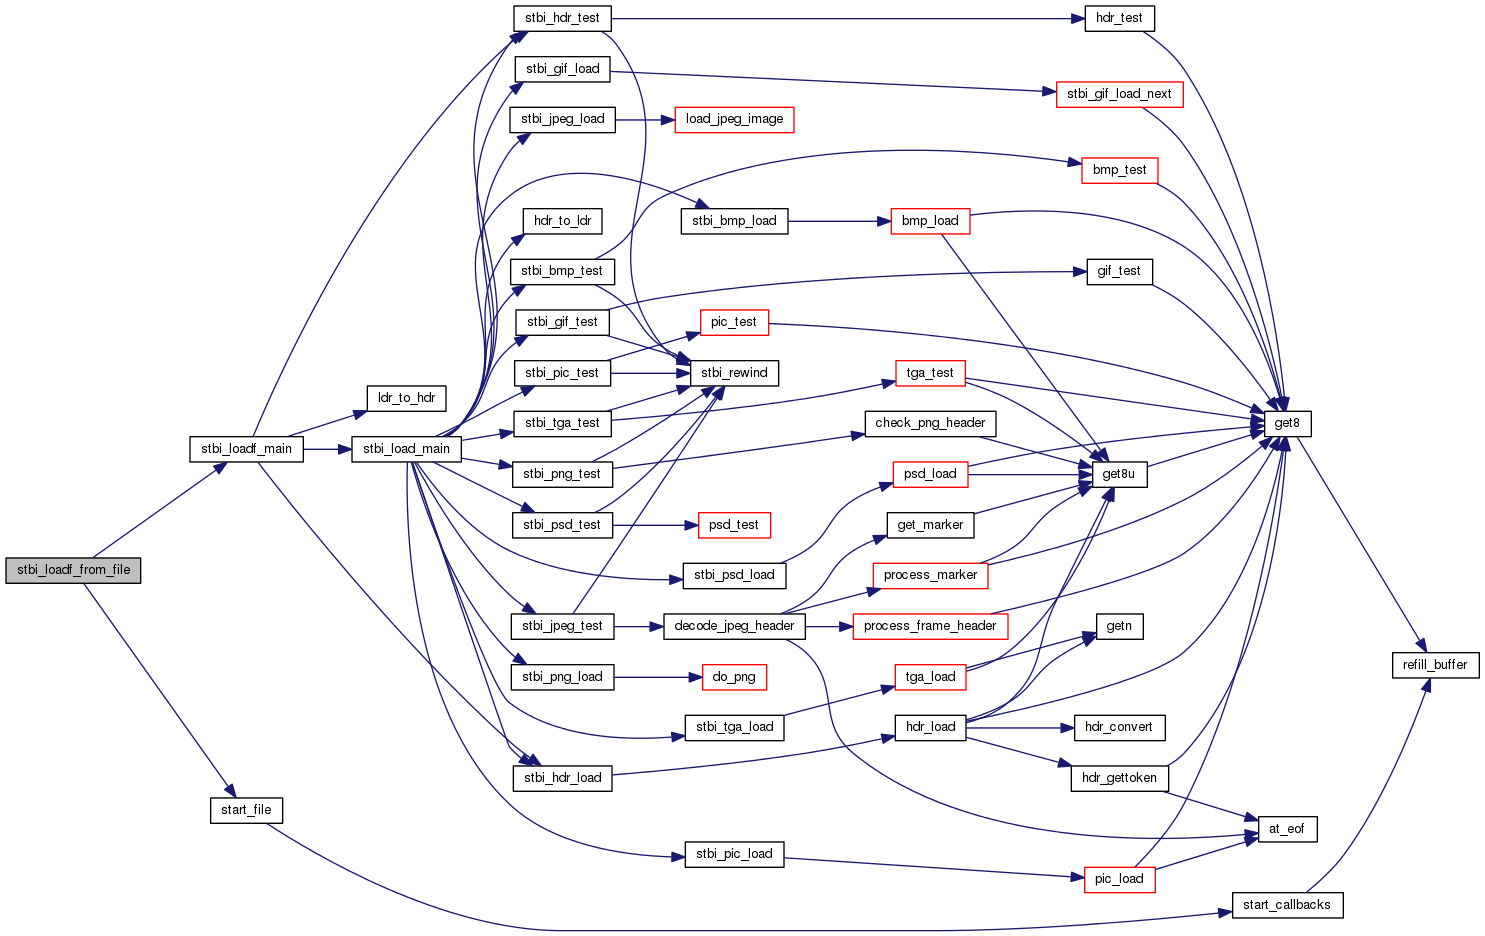 stbi_hdr_test
hdr_test
stbi_gif_load
stbi_gif_load_next
stbi_jpeg_load
load_jpeg_image
bmp_test
hdr_to_ldr
stbi_bmp_load
bmp_load
stbi_bmp_test
gif_test
stbi_gif_test
pic_test
stbi_pic_test
stbi_rewind
tga_test
ldr_to_hdr
stbi_tga_test
check_png_header
get8
stbi_loadf_main
stbi_load_main
stbi_png_test
psd_load
get8u
stbi_psd_test
psd_test
get_marker
stbi_loadf_from_file
stbi_psd_load
process_marker
stbi_jpeg_test
decode_jpeg_header
process_frame_header
getn
refill_buffer
stbi_png_load
do_png
tga_load
stbi_tga_load
hdr_load
hdr_convert
stbi_hdr_load
hdr_gettoken
start_file
at_eof
stbi_pic_load
pic_load
start_callbacks